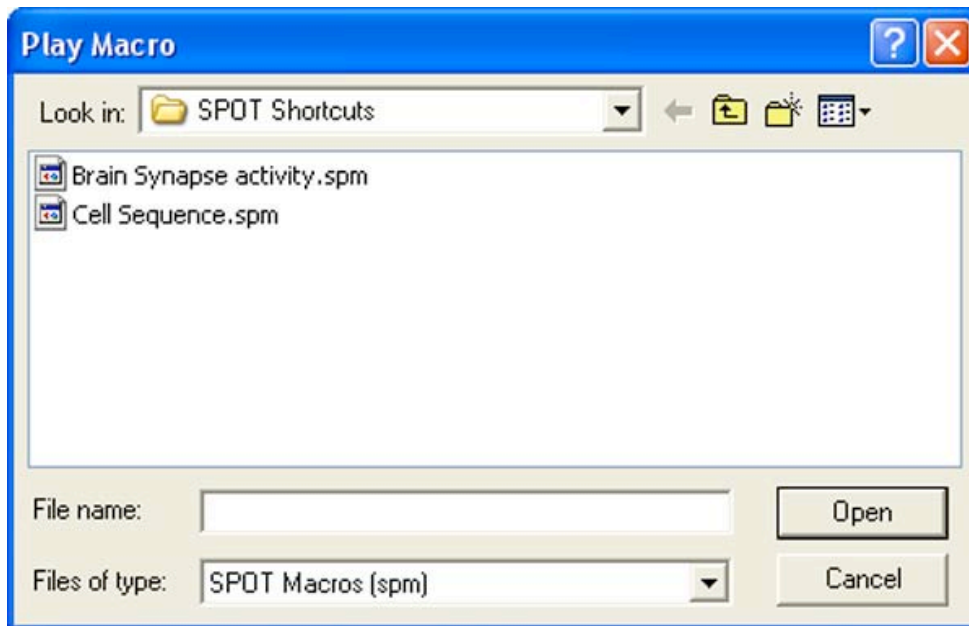 Play Macro
Look in: SPOT Shortcuts
Brain Synapse activity.spm
Cell Sequence.spm
File name: Open
Files of type: SPOT Macros (spm) Cancel